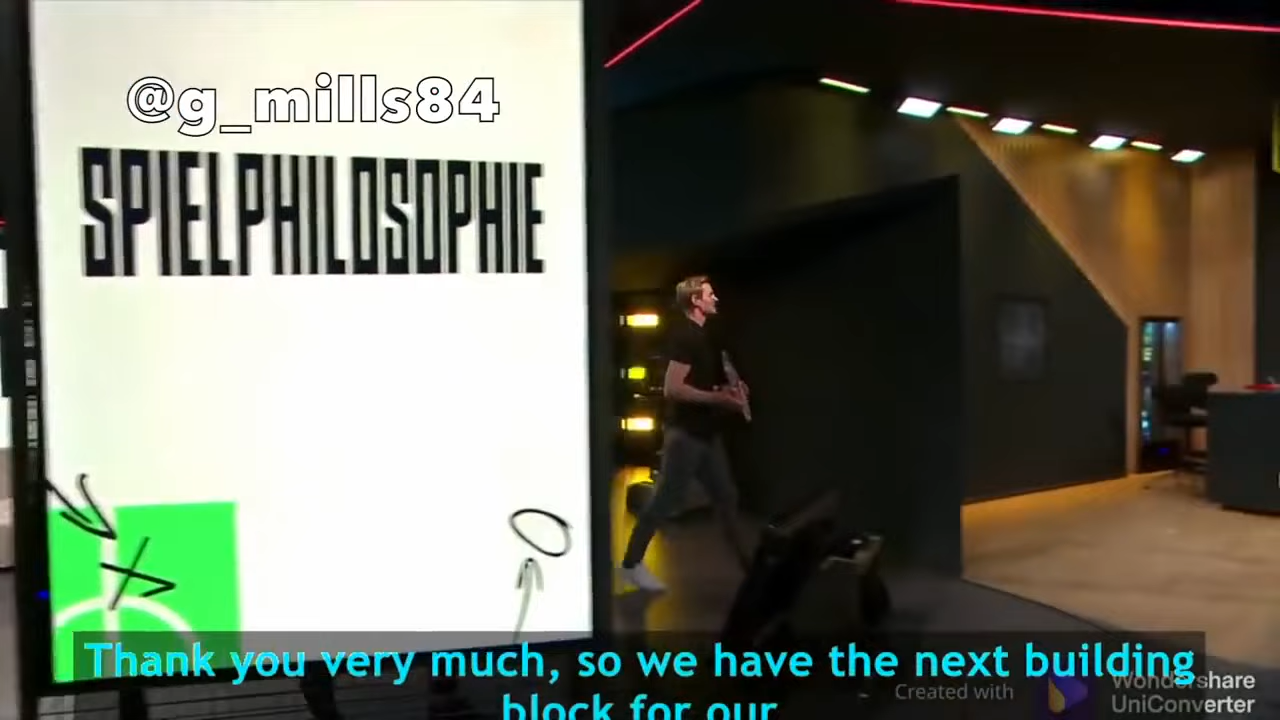 @g_mills84
SPIELPHILOSOPHIE
Thank you very much, so we have the next building
block for our
Created with
Wondershare
UniConverter